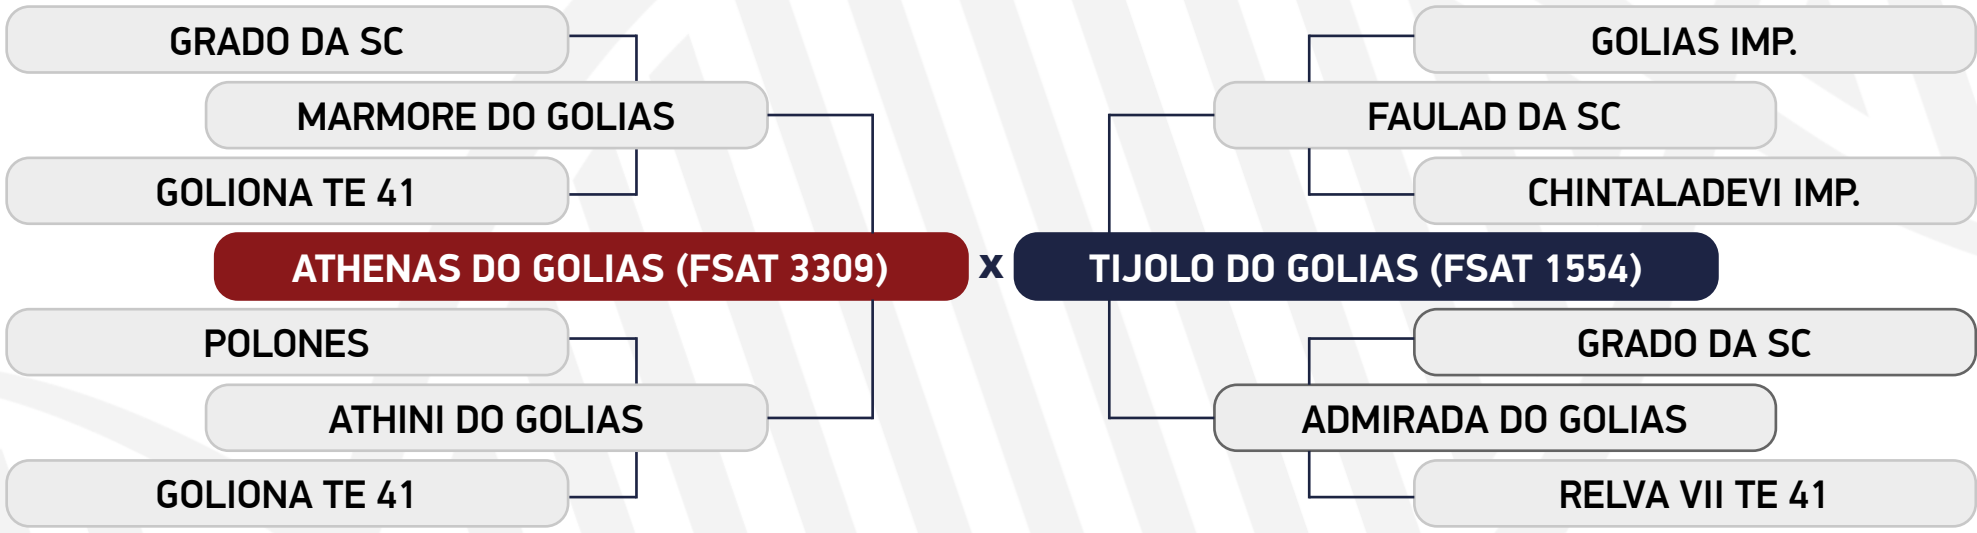 GRADO DA SC
MARMORE DO GOLIAS
GOLIONA TE 41
ATHENAS DO GOLIAS (FSAT 3309)
POLONES
ATHINI DO GOLIAS
GOLIONA TE 41
x
GOLIAS IMP.
FAULAD DA SC
CHINTALADEVI IMP.
TIJOLO DO GOLIAS (FSAT 1554)
GRADO DA SC
ADMIRADA DO GOLIAS
RELVA VII TE 41